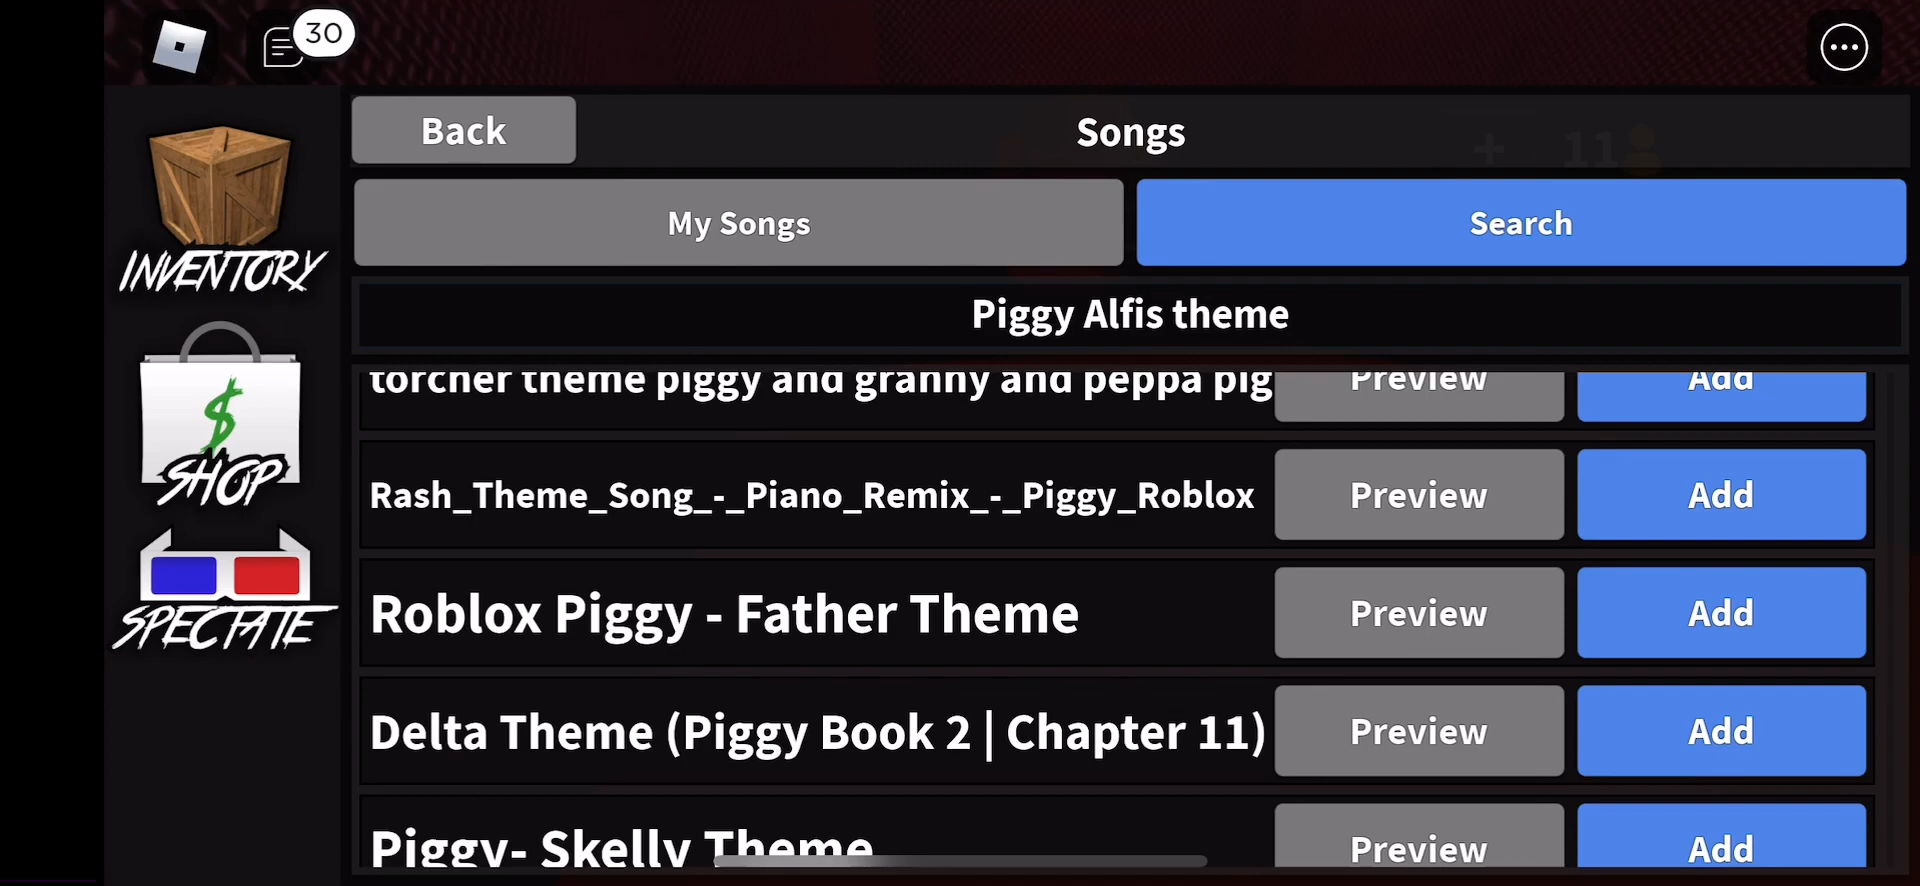 30
Back
Songs
+ 11
My Songs
Search
Piggy Alfis theme
torcher theme piggy and granny and peppa pig
Preview
Add
Rash_Theme_Song_-_Piano_Remix_-_Piggy_Roblox
Preview
Add
Roblox Piggy - Father Theme
Preview
Add
Delta Theme (Piggy Book 2 | Chapter 11)
Preview
Add
Piggy- Skelly Theme
Preview
Add
INVENTORY
$
SHOP
SPECTATE